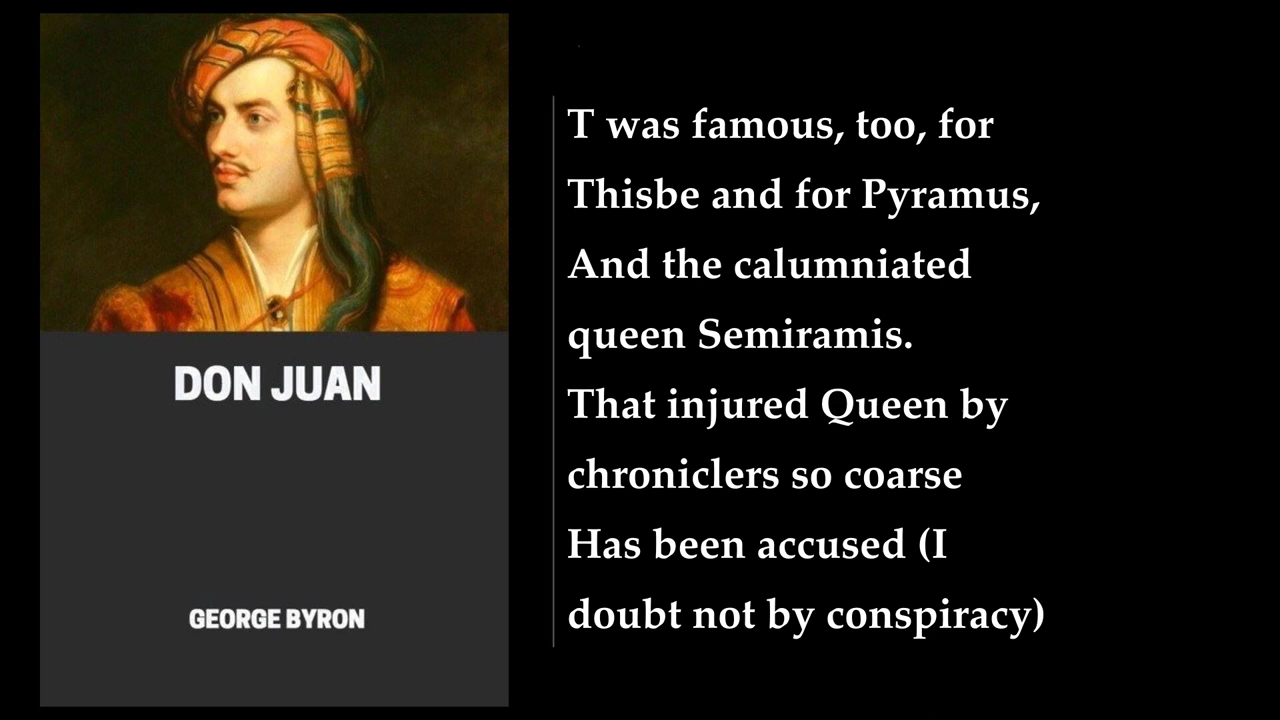 DON JUAN
GEORGE BYRON
T was famous, too, for
Thisbe and for Pyramus,
And the calumniated
queen Semiramis.
That injured Queen by
chroniclers so coarse
Has been accused (I
doubt not by conspiracy)